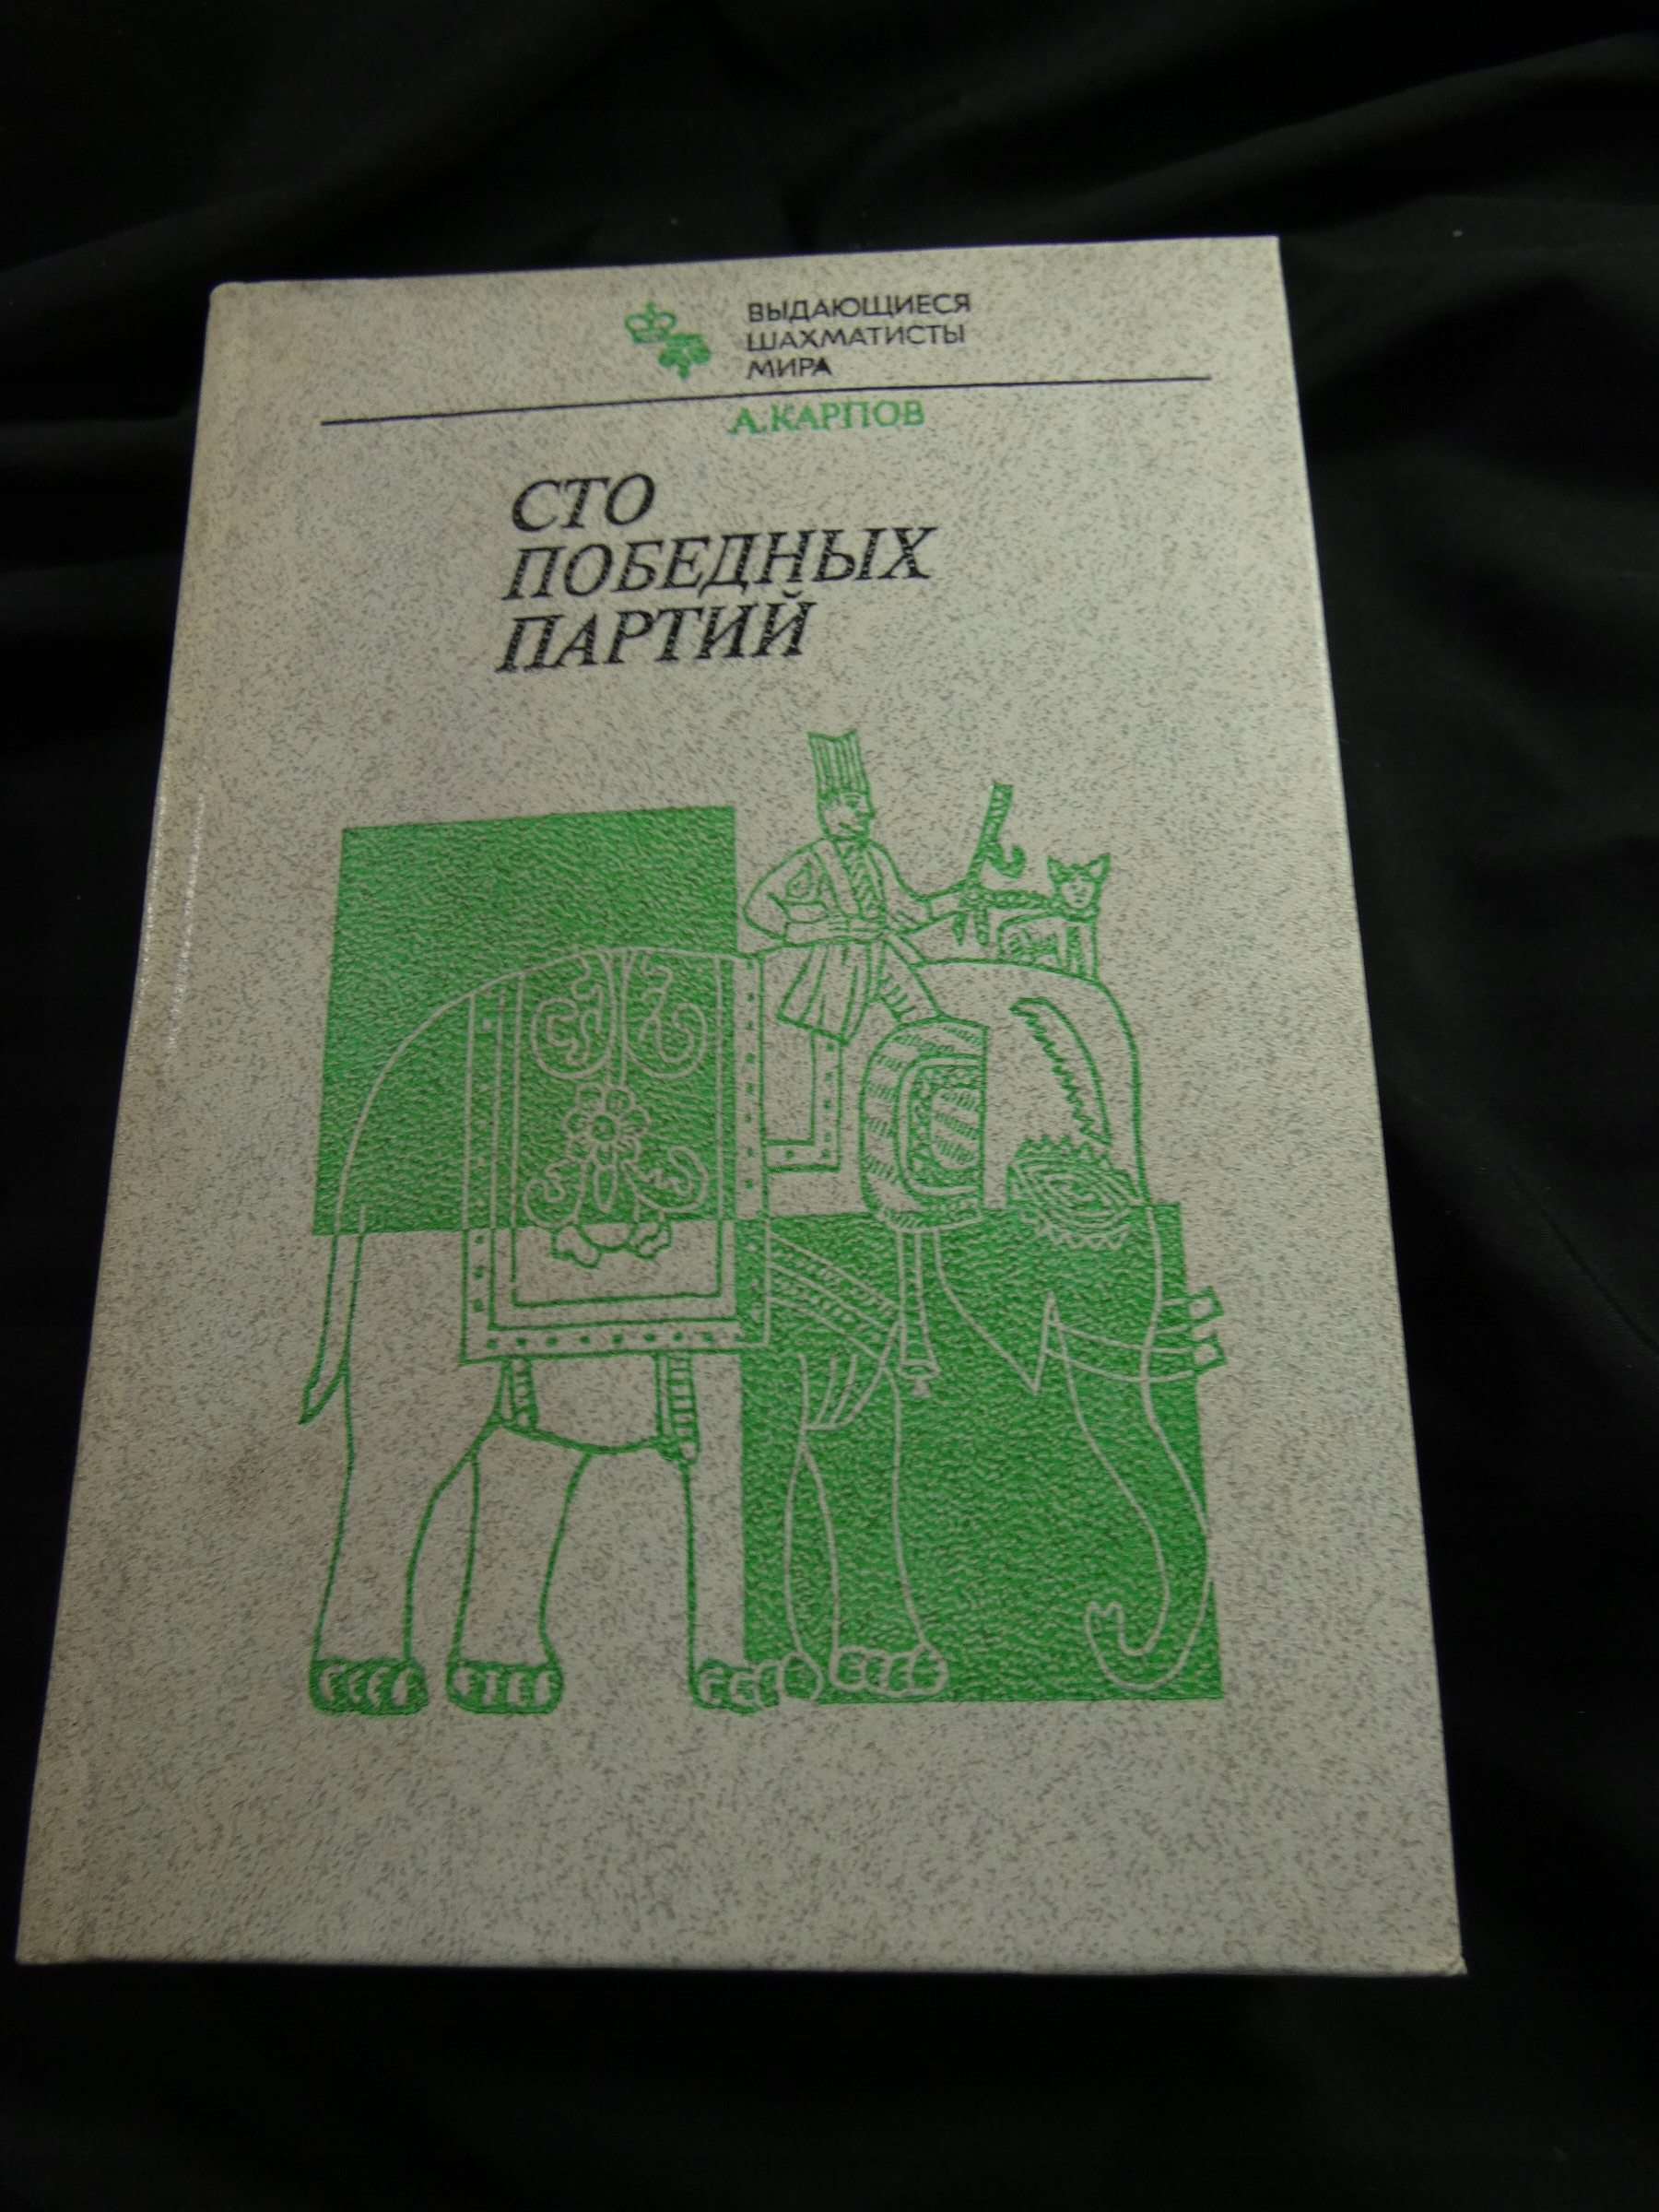 ВЫДАЮЩИЕСЯ
ШАХМАТИСТЫ
МИРА
А.КАРПОВ
СТО
ПОБЕДНЫХ
ПАРТИЙ